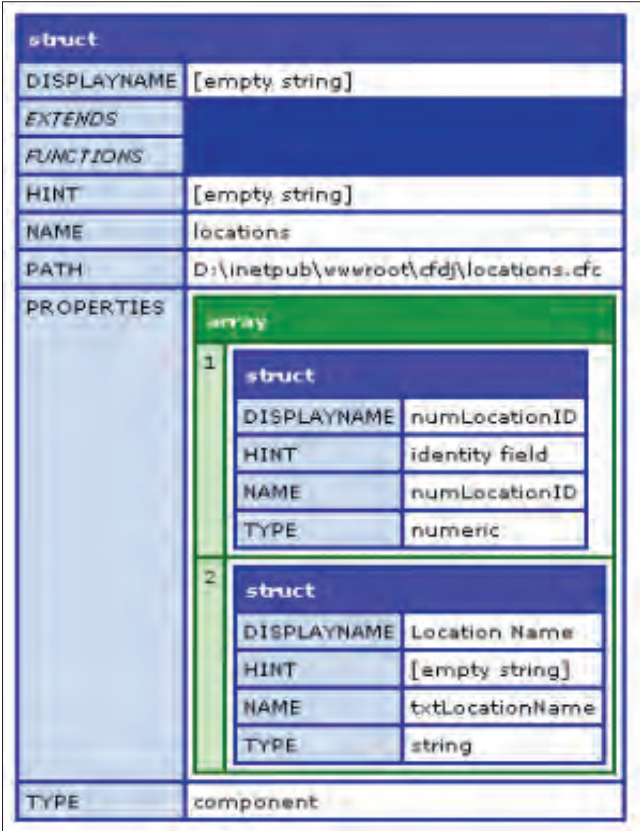 struct
DISPLAYNAME [empty string]
EXTENDS
FUNCTIONS
HINT [empty string]
NAME locations
PATH D:\inetpub\wwwroot\cfdj\locations.cfc
PROPERTIES array
1 struct
DISPLAYNAME numLocationID
HINT identity field
NAME numLocationID
TYPE numeric
2 struct
DISPLAYNAME Location Name
HINT [empty string]
NAME txtLocationName
TYPE string
TYPE component